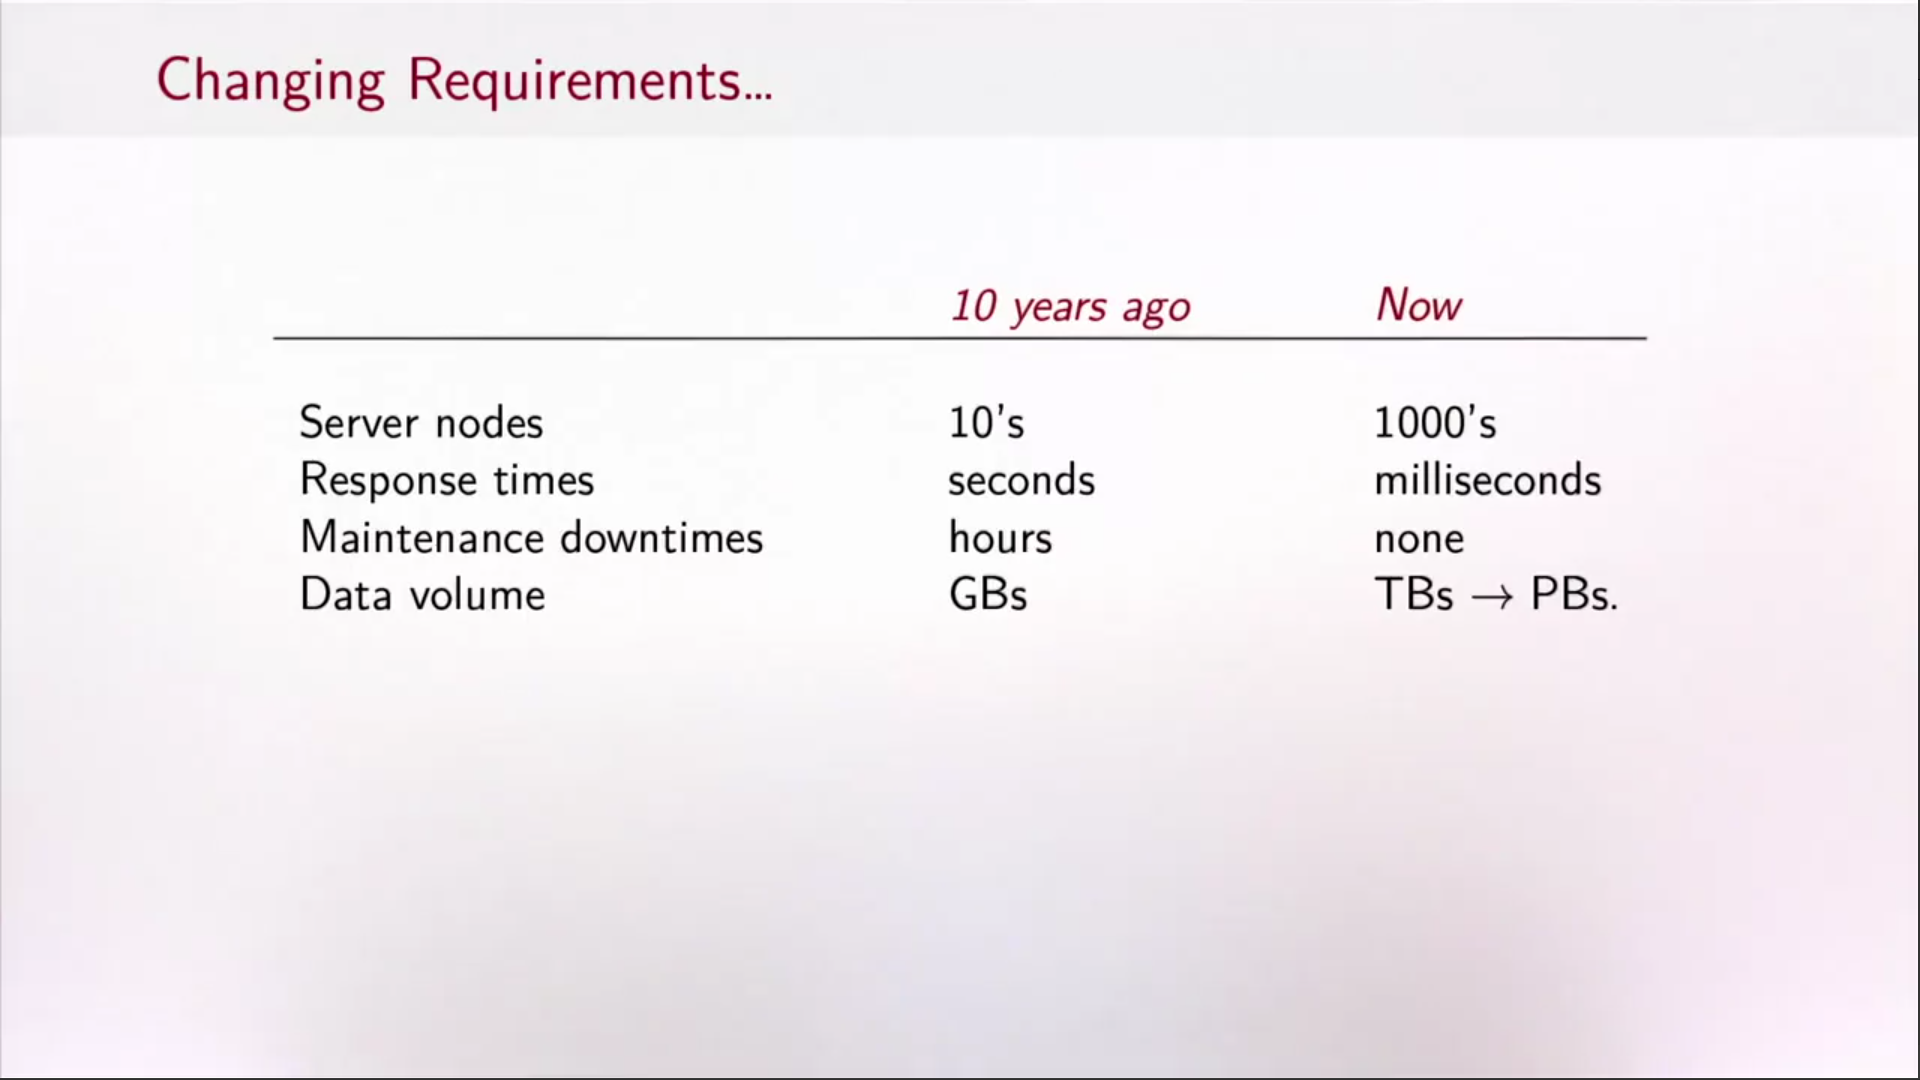 Changing Requirements...
10 years ago Now
Server nodes 10's 1000's
Response times seconds milliseconds
Maintenance downtimes hours none
Data volume GBs TBs → PBs.